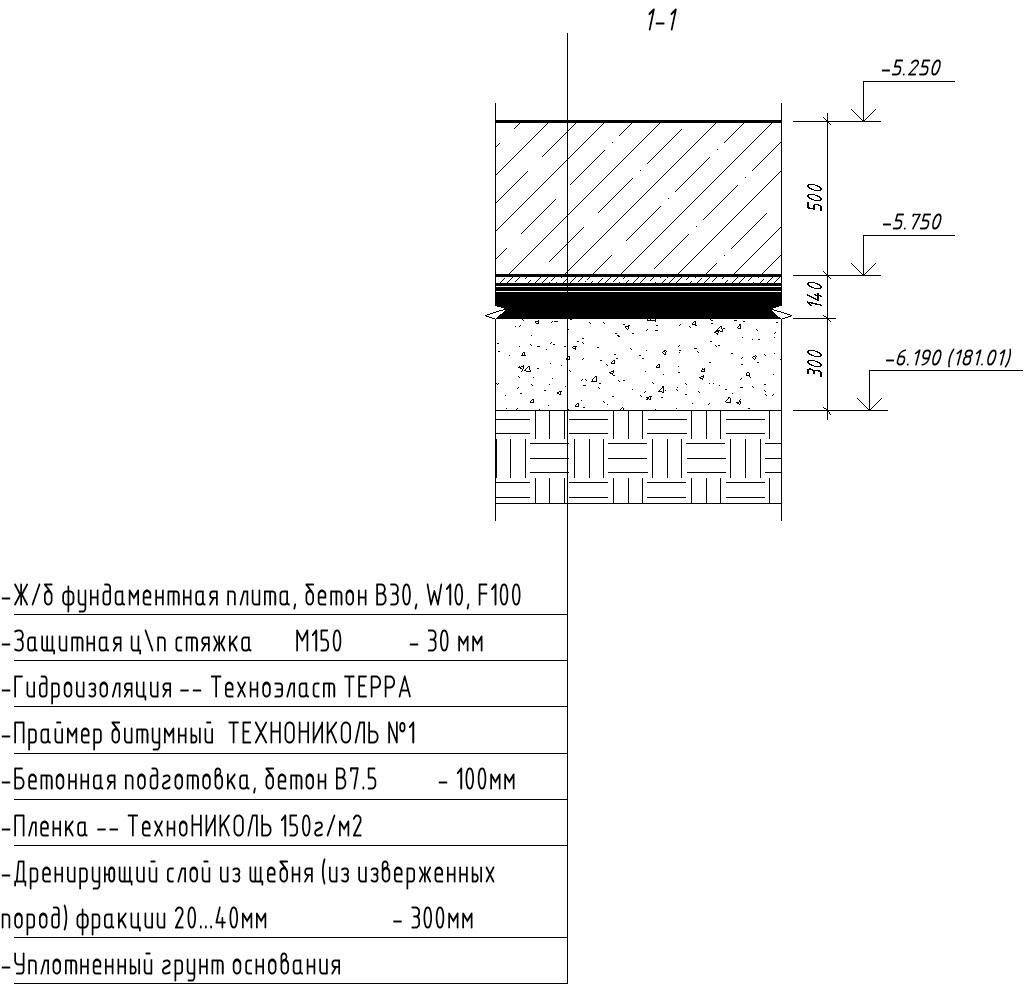 1-1
-5.250
500
-5.750
140
300
-6.190 (181.01)
-Ж/б фундаментная плита, бетон В30, W10, F100
-Защитная ц\п стяжка М150 - 30 мм
-Гидроизоляция -- Техноэласт ТЕРРА
-Праймер битумный ТЕХНОНИКОЛЬ №1
-Бетонная подготовка, бетон В7.5 - 100мм
-Пленка -- ТехноНИКОЛЬ 150г/м2
-Дренирующий слой из щебня (из изверженных
пород) фракции 20...40мм - 300мм
-Уплотненный грунт основания